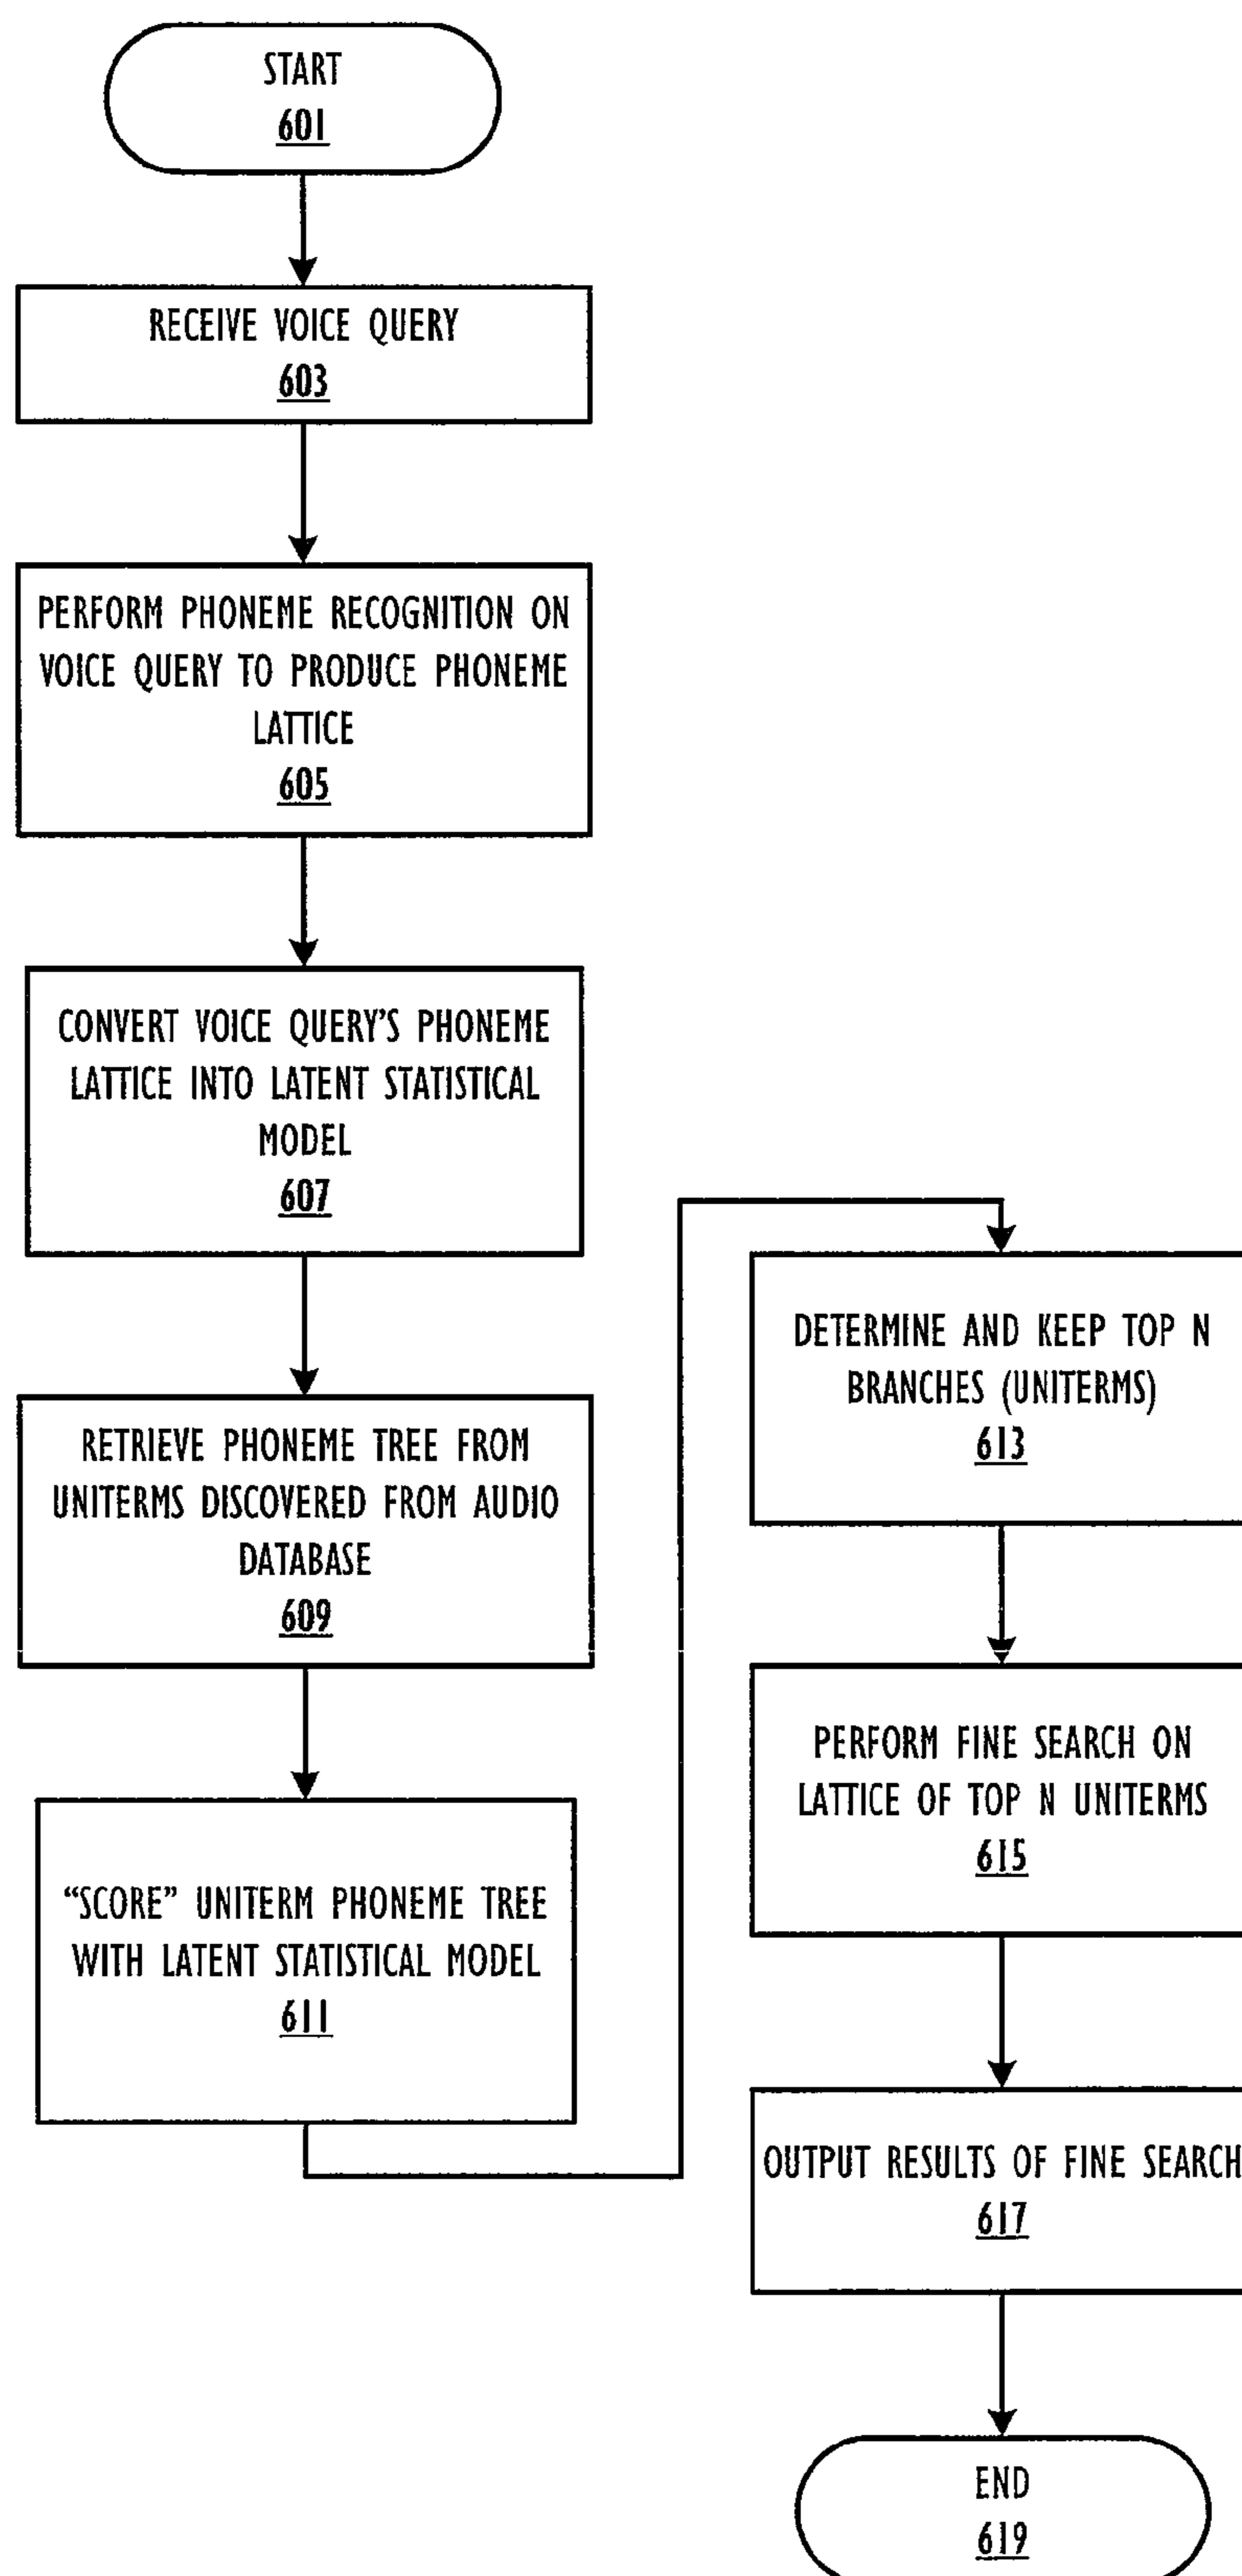 START
601
RECEIVE VOICE QUERY
603
PERFORM PHONEME RECOGNITION ON
VOICE QUERY TO PRODUCE PHONEME
LATTICE
605
CONVERT VOICE QUERY'S PHONEME
LATTICE INTO LATENT STATISTICAL
MODEL
607
RETRIEVE PHONEME TREE FROM
UNITERMS DISCOVERED FROM AUDIO
DATABASE
609
“SCORE” UNITERM PHONEME TREE
WITH LATENT STATISTICAL MODEL
611
DETERMINE AND KEEP TOP N
BRANCHES (UNITERMS)
613
PERFORM FINE SEARCH ON
LATTICE OF TOP N UNITERMS
615
OUTPUT RESULTS OF FINE SEARCH
617
END
619